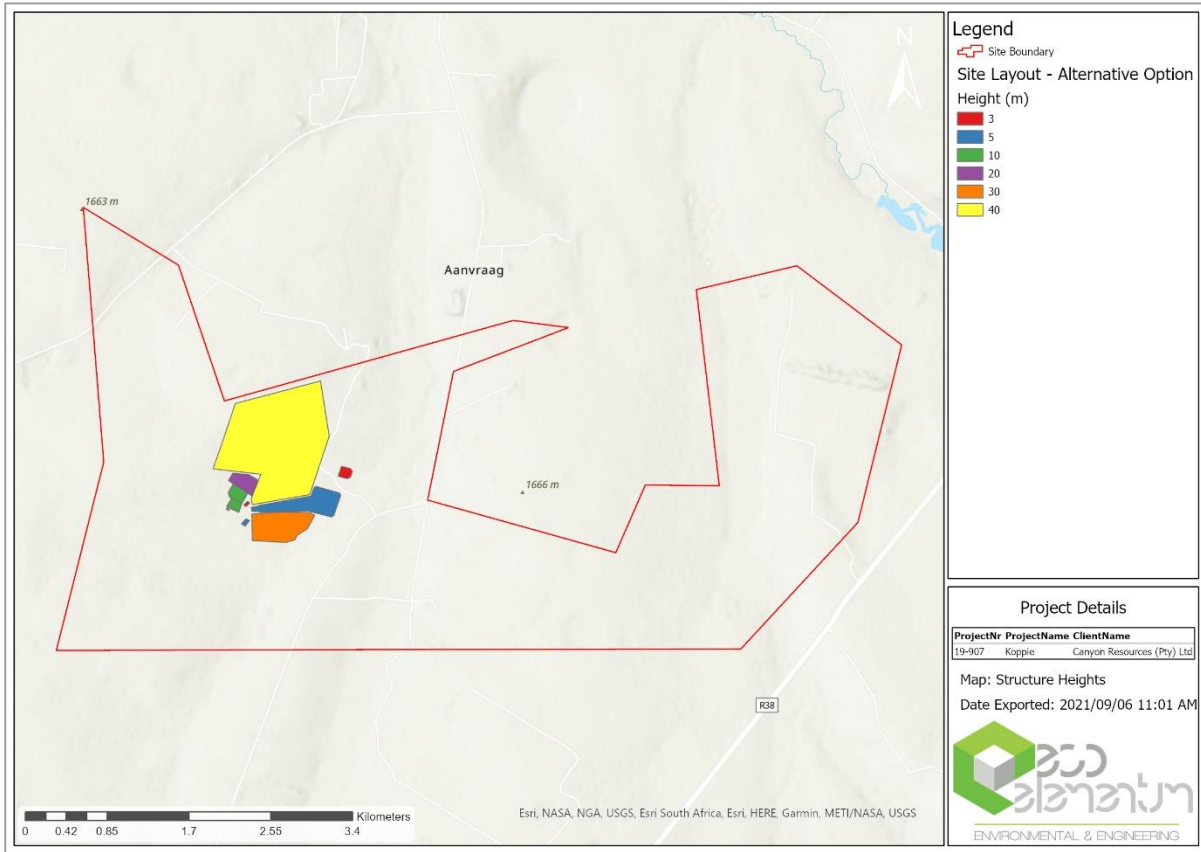 N
1663 m
Aanvraag
1666 m
R38
Kilometers
0 0.42 0.85 1.7 2.55 3.4
Esri, NASA, NGA, USGS, Esri South Africa, Esri, HERE, Garmin, METI/NASA, USGS
Legend
Site Boundary
Site Layout - Alternative Option
Height (m)
3
5
10
20
30
40
Project Details
ProjectNr ProjectName ClientName
19-907 Koppie Canyon Resources (Pty) Ltd
Map: Structure Heights
Date Exported: 2021/09/06 11:01 AM
eco
elementum
ENVIRONMENTAL & ENGINEERING